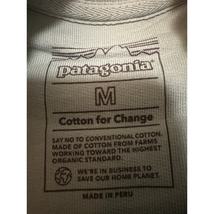 patagonia
M
Cotton for Change
SAY NO TO CONVENTIONAL COTTON.
MADE OF COTTON FROM FARMS
WORKING TOWARD THE HIGHEST
ORGANIC STANDARD.
WE'RE IN BUSINESS TO
SAVE OUR HOME PLANET.
MADE IN PERU